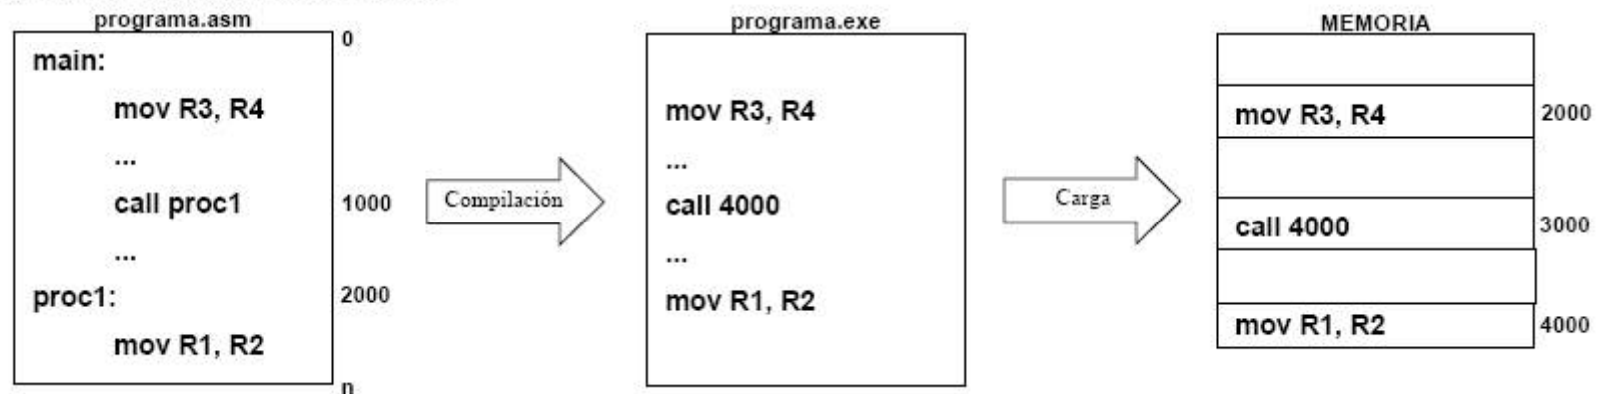 programa.asm
main:
mov R3, R4
...
call proc1
...
proc1:
mov R1, R2
0
1000
2000
n
Compilación
programa.exe
mov R3, R4
...
call 4000
...
mov R1, R2
Carga
MEMORIA
mov R3, R4
2000
call 4000
3000
mov R1, R2
4000